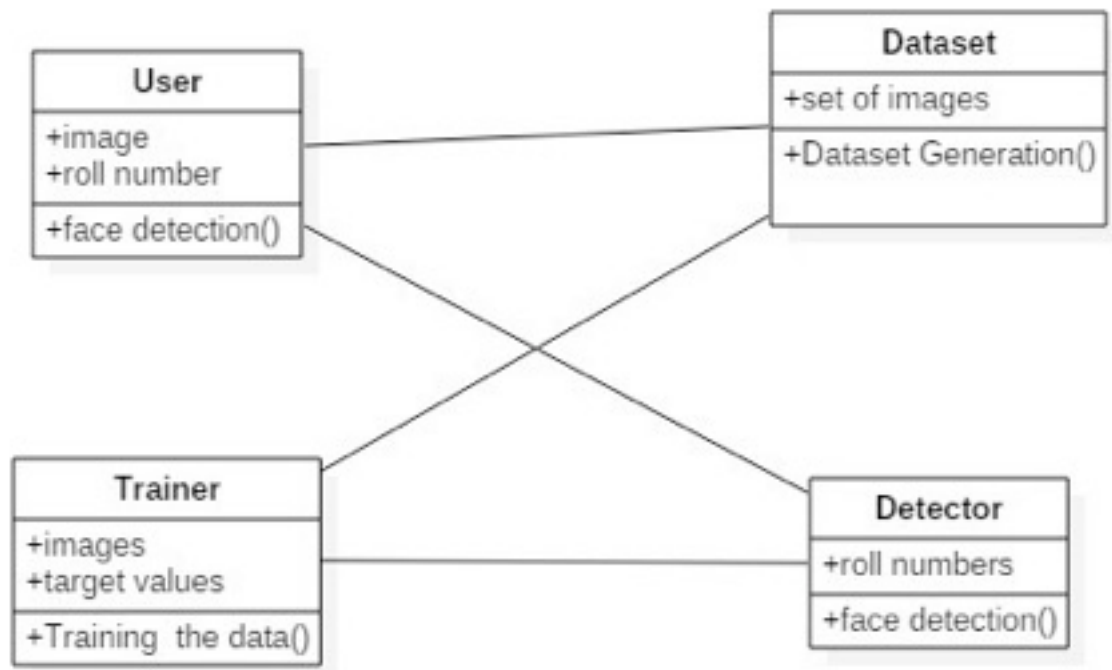 User
+image
+roll number
+face detection()
Dataset
+set of images
+Dataset Generation()
Trainer
+images
+target values
+Training  the data()
Detector
+roll numbers
+face detection()